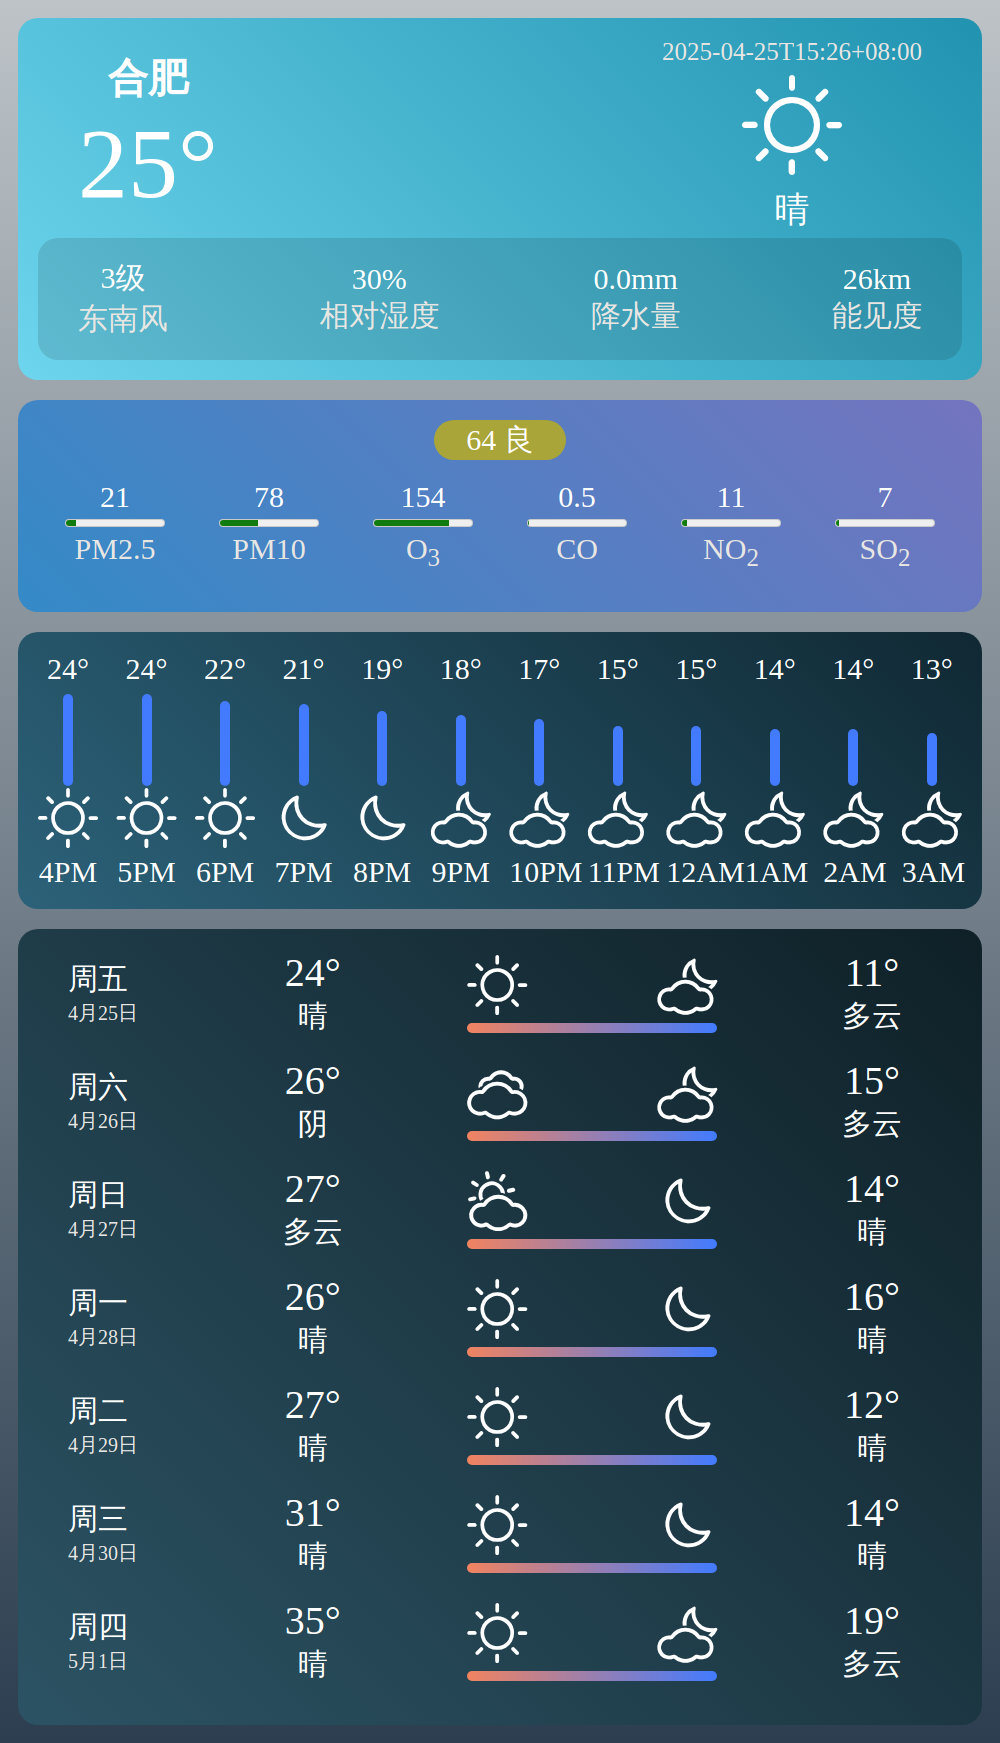 合肥
2025-04-25T15:26+08:00
25°
晴
3级 30% 0.0mm 26km
东南风 相对湿度 降水量 能见度
64 良
21 78 154 0.5 11 7
PM2.5 PM10 O3 CO NO2 SO2
24° 24° 22° 21° 19° 18° 17° 15° 15° 14° 14° 13°
4PM 5PM 6PM 7PM 8PM 9PM 10PM 11PM 12AM 1AM 2AM 3AM
周五 24° 11°
4月25日 晴 多云
周六 26° 15°
4月26日 阴 多云
周日 27° 14°
4月27日 多云 晴
周一 26° 16°
4月28日 晴 晴
周二 27° 12°
4月29日 晴 晴
周三 31° 14°
4月30日 晴 晴
周四 35° 19°
5月1日 晴 多云